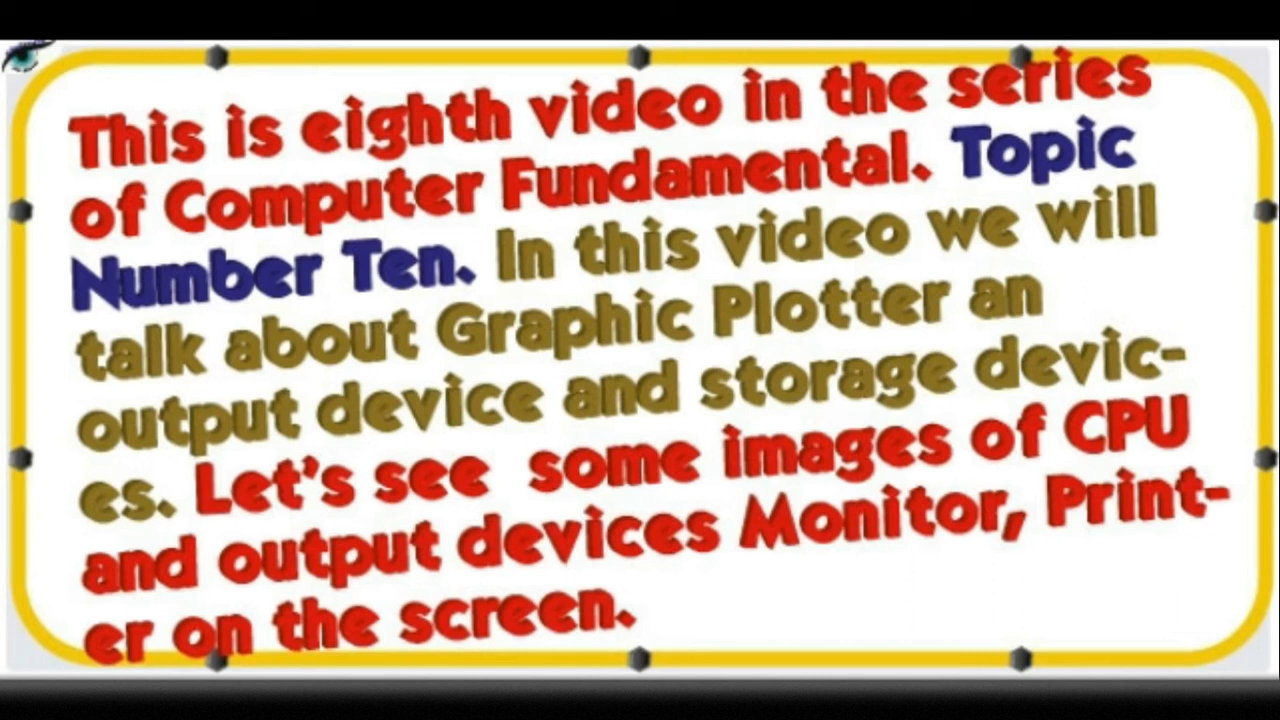 This is eighth video in the series
of Computer Fundamental. Topic
Number Ten. In this video we will
talk about Graphic Plotter an
output device and storage devic-
es. Let's see some images of CPU
and output devices Monitor, Print-
er on the screen.